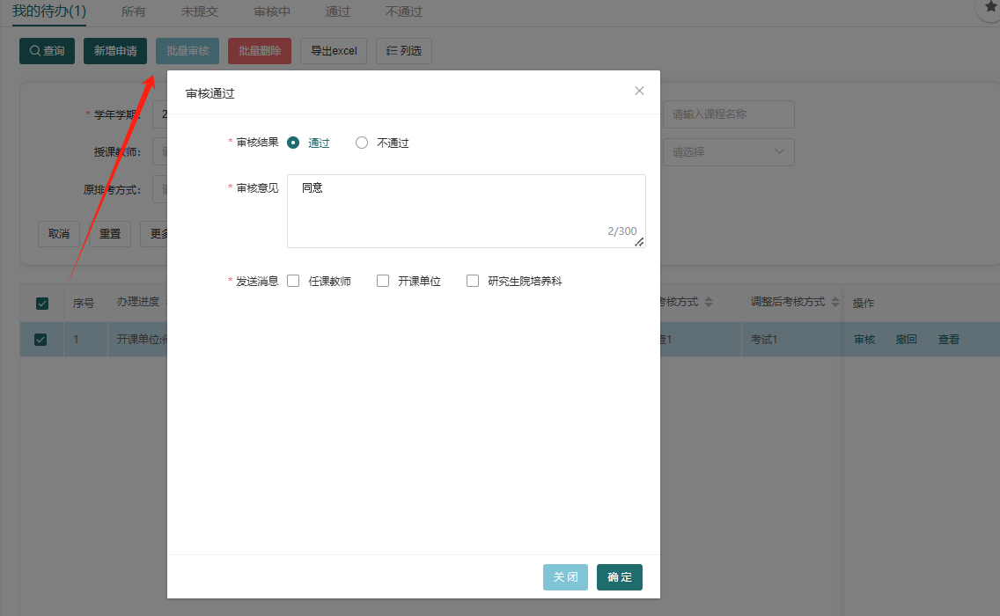 我的待办(1) 所有 未提交 审核中 通过 不通过
查询 新增申请 批量审核 批量删除 导出excel 列选
审核通过
* 学年学期: 2 请输入课程名称
* 审核结果 通过 不通过
授课教师: 请选择
* 审核意见 同意
原排考方式:
2/300
取消 重置 更多
* 发送消息 任课教师 开课单位 研究生院培养科
序号 办理进度 考核方式 调整后考核方式 操作
1 开课单位:待 查1 考试1 审核 撤回 查看
关闭 确定